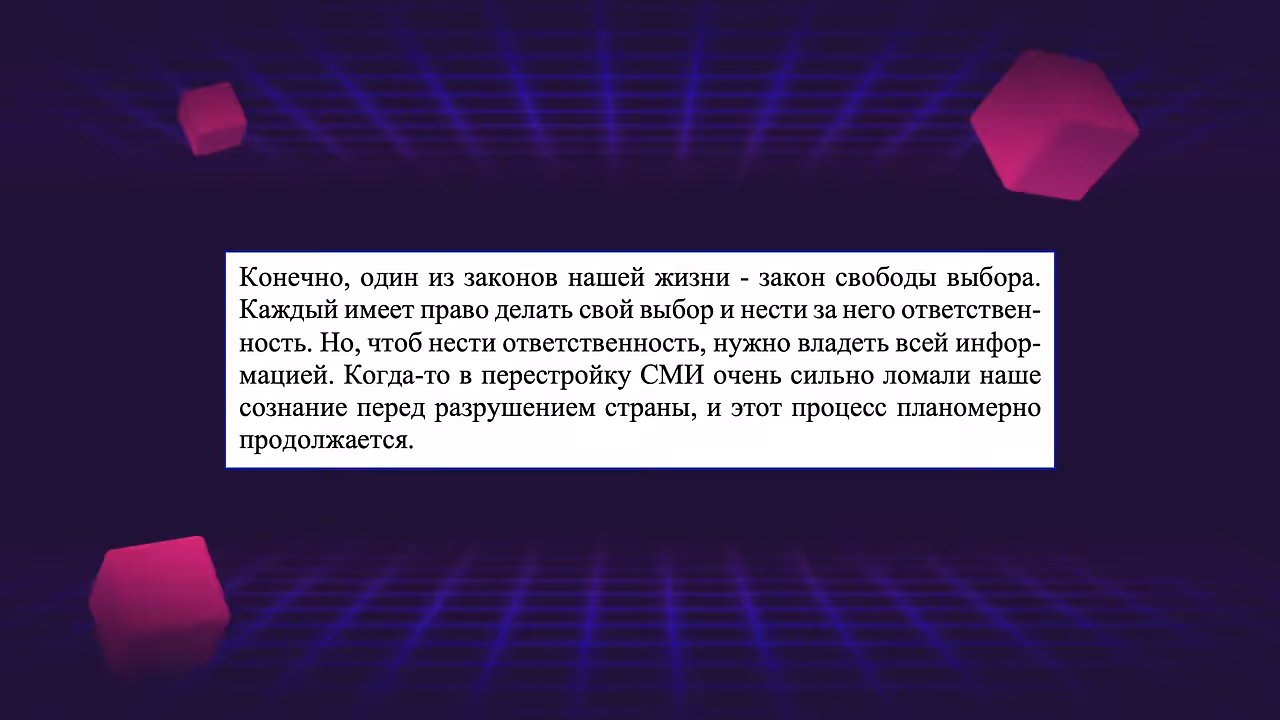 Конечно, один из законов нашей жизни - закон свободы выбора.
Каждый имеет право делать свой выбор и нести за него ответствен-
ность. Но, чтоб нести ответственность, нужно владеть всей инфор-
мацией. Когда-то в перестройку СМИ очень сильно ломали наше
сознание перед разрушением страны, и этот процесс планомерно
продолжается.